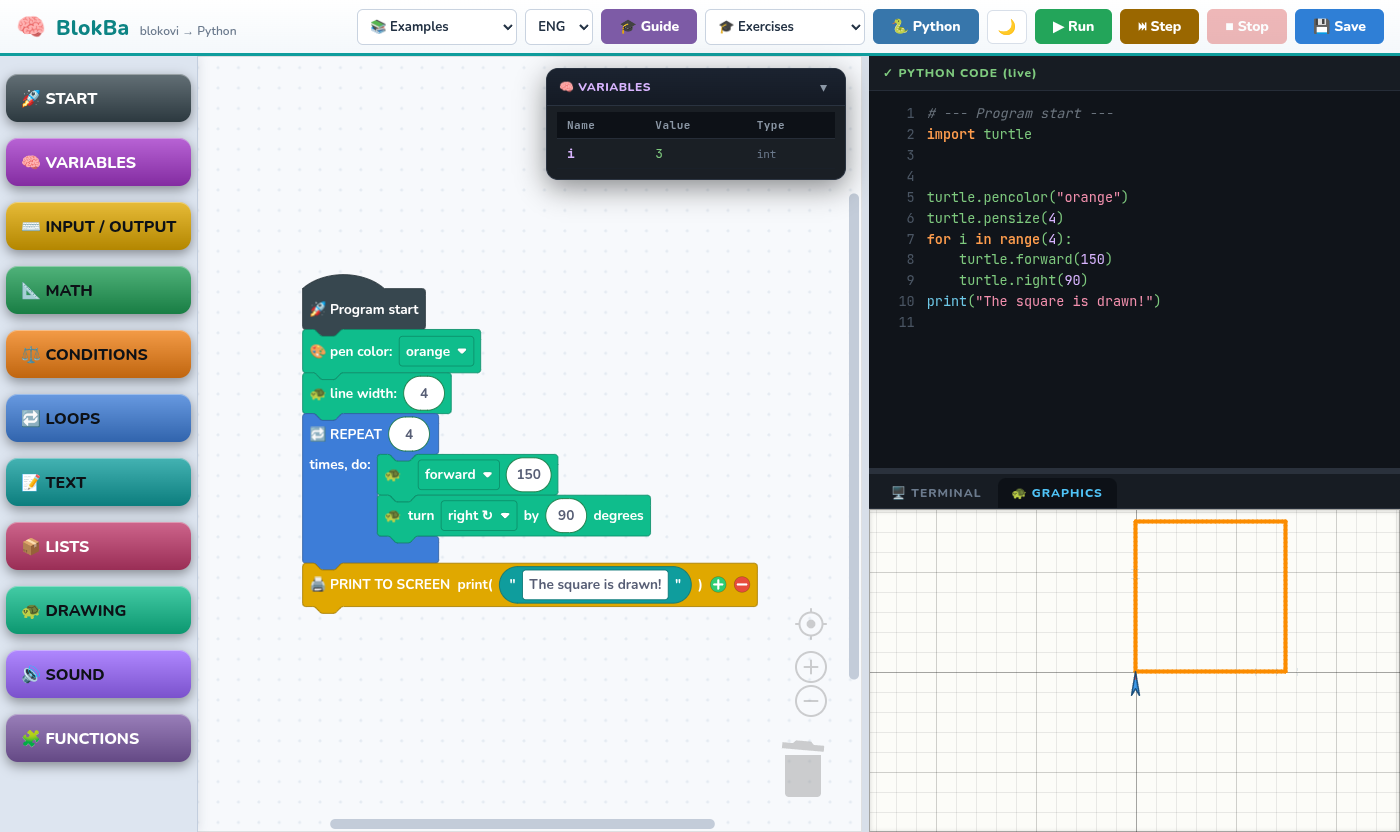 BlokBa blokovi → Python
Examples
ENG
Guide
Exercises
Python
Run
Step
Stop
Save
START
VARIABLES
INPUT / OUTPUT
MATH
CONDITIONS
LOOPS
TEXT
LISTS
DRAWING
SOUND
FUNCTIONS
VARIABLES
Name Value Type
i 3 int
Program start
pen color: orange
line width: 4
REPEAT 4
times, do:
forward 150
turn right ↻ by 90 degrees
PRINT TO SCREEN print( " The square is drawn! " )
✓ PYTHON CODE (live)
1 # --- Program start ---
2 import turtle
3
4
5 turtle.pencolor("orange")
6 turtle.pensize(4)
7 for i in range(4):
8     turtle.forward(150)
9     turtle.right(90)
10 print("The square is drawn!")
11
TERMINAL
GRAPHICS